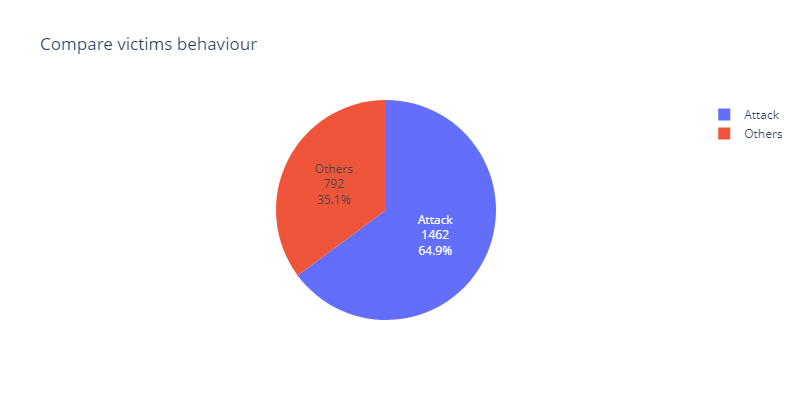 Compare victims behaviour
Attack
Others
Others
792
35.1%
Attack
1462
64.9%